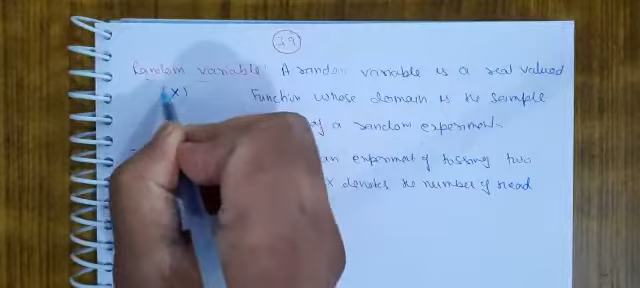 39
Random variable: A random variable is a real valued
(X) Function whose domain is the sample
of a random experiment.
an experiment of tossing two
X denotes the number of head